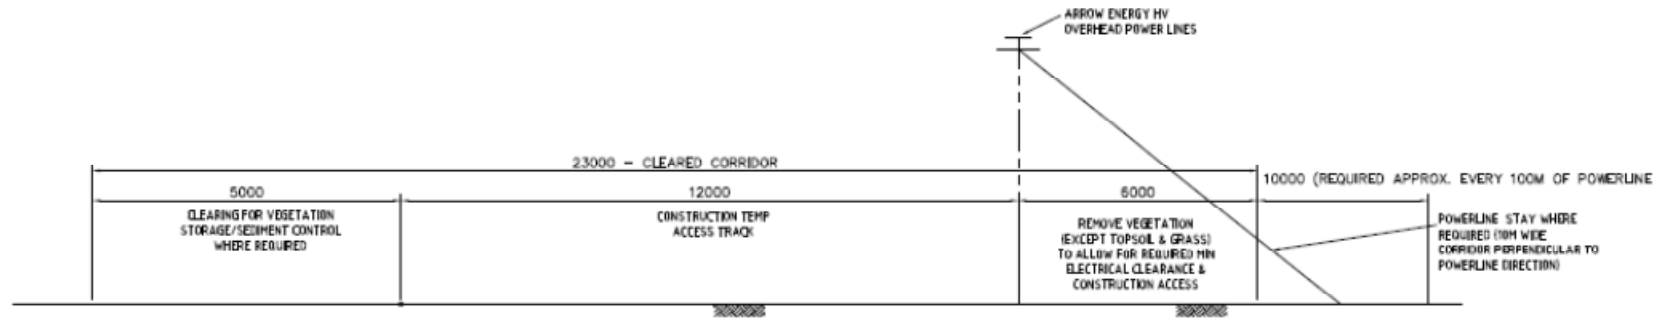 ARROW ENERGY HV
OVERHEAD POWER LINES
23000 - CLEARED CORRIDOR
10000 (REQUIRED APPROX. EVERY 100M OF POWERLINE
5000
12000
6000
CLEARING FOR VEGETATION
STORAGE/SEDIMENT CONTROL
WHERE REQUIRED
CONSTRUCTION TEMP
ACCESS TRACK
REMOVE VEGETATION
(EXCEPT TOPSOIL & GRASS)
TO ALLOW FOR REQUIRED MIN
ELECTRICAL CLEARANCE &
CONSTRUCTION ACCESS
POWERLINE STAY WHERE
REQUIRED (10M WIDE
CORRIDOR PERPENDICULAR TO
POWERLINE DIRECTION)